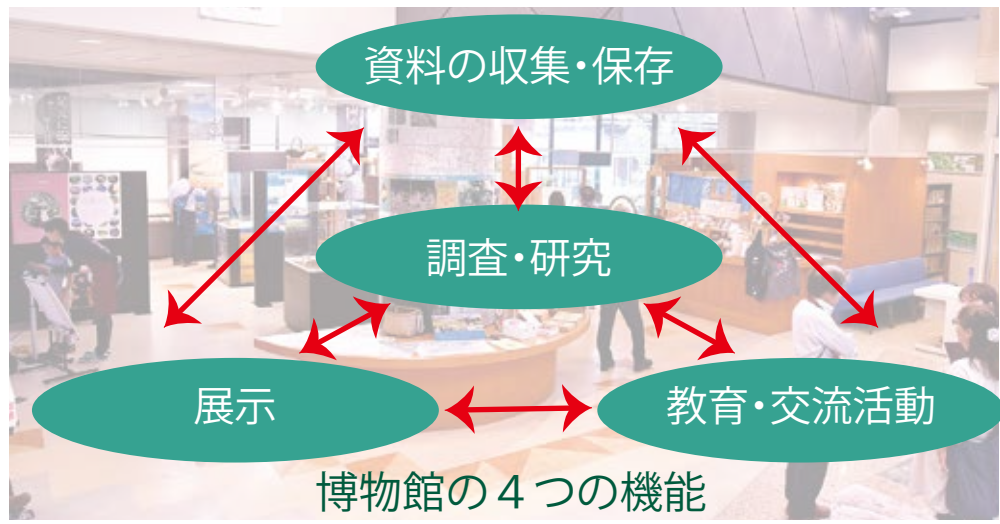 資料の収集・保存
調査・研究
展示
教育・交流活動
博物館の４つの機能